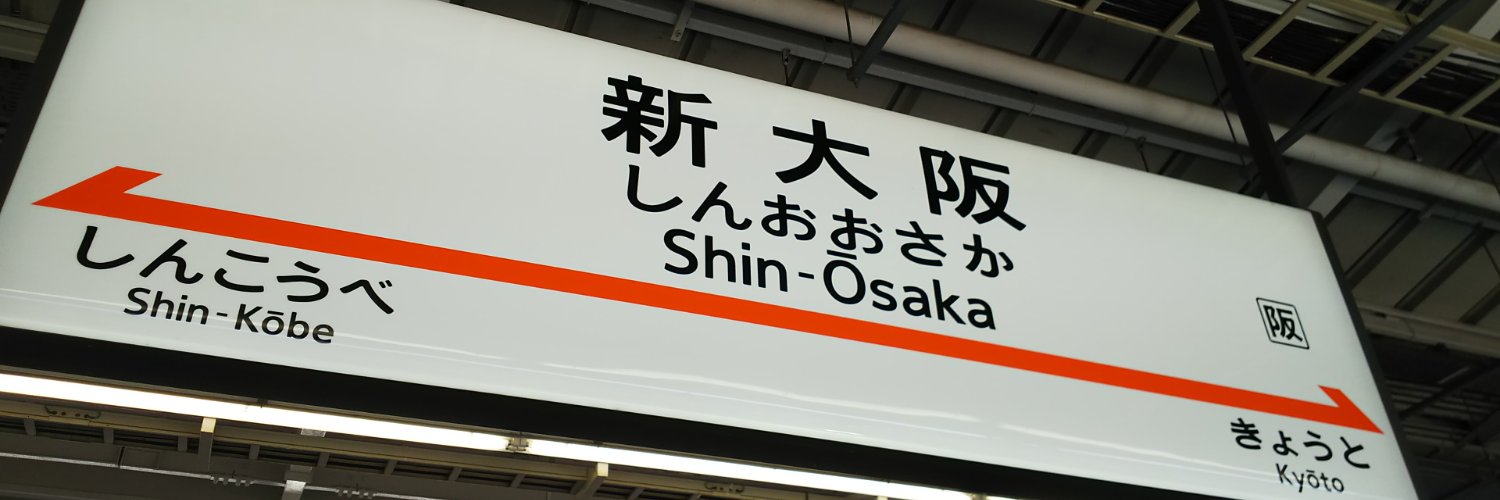 新大阪
しんおおさか
Shin-Ōsaka
しんこうべ
Shin-Kōbe
阪
きょうと
Kyōto